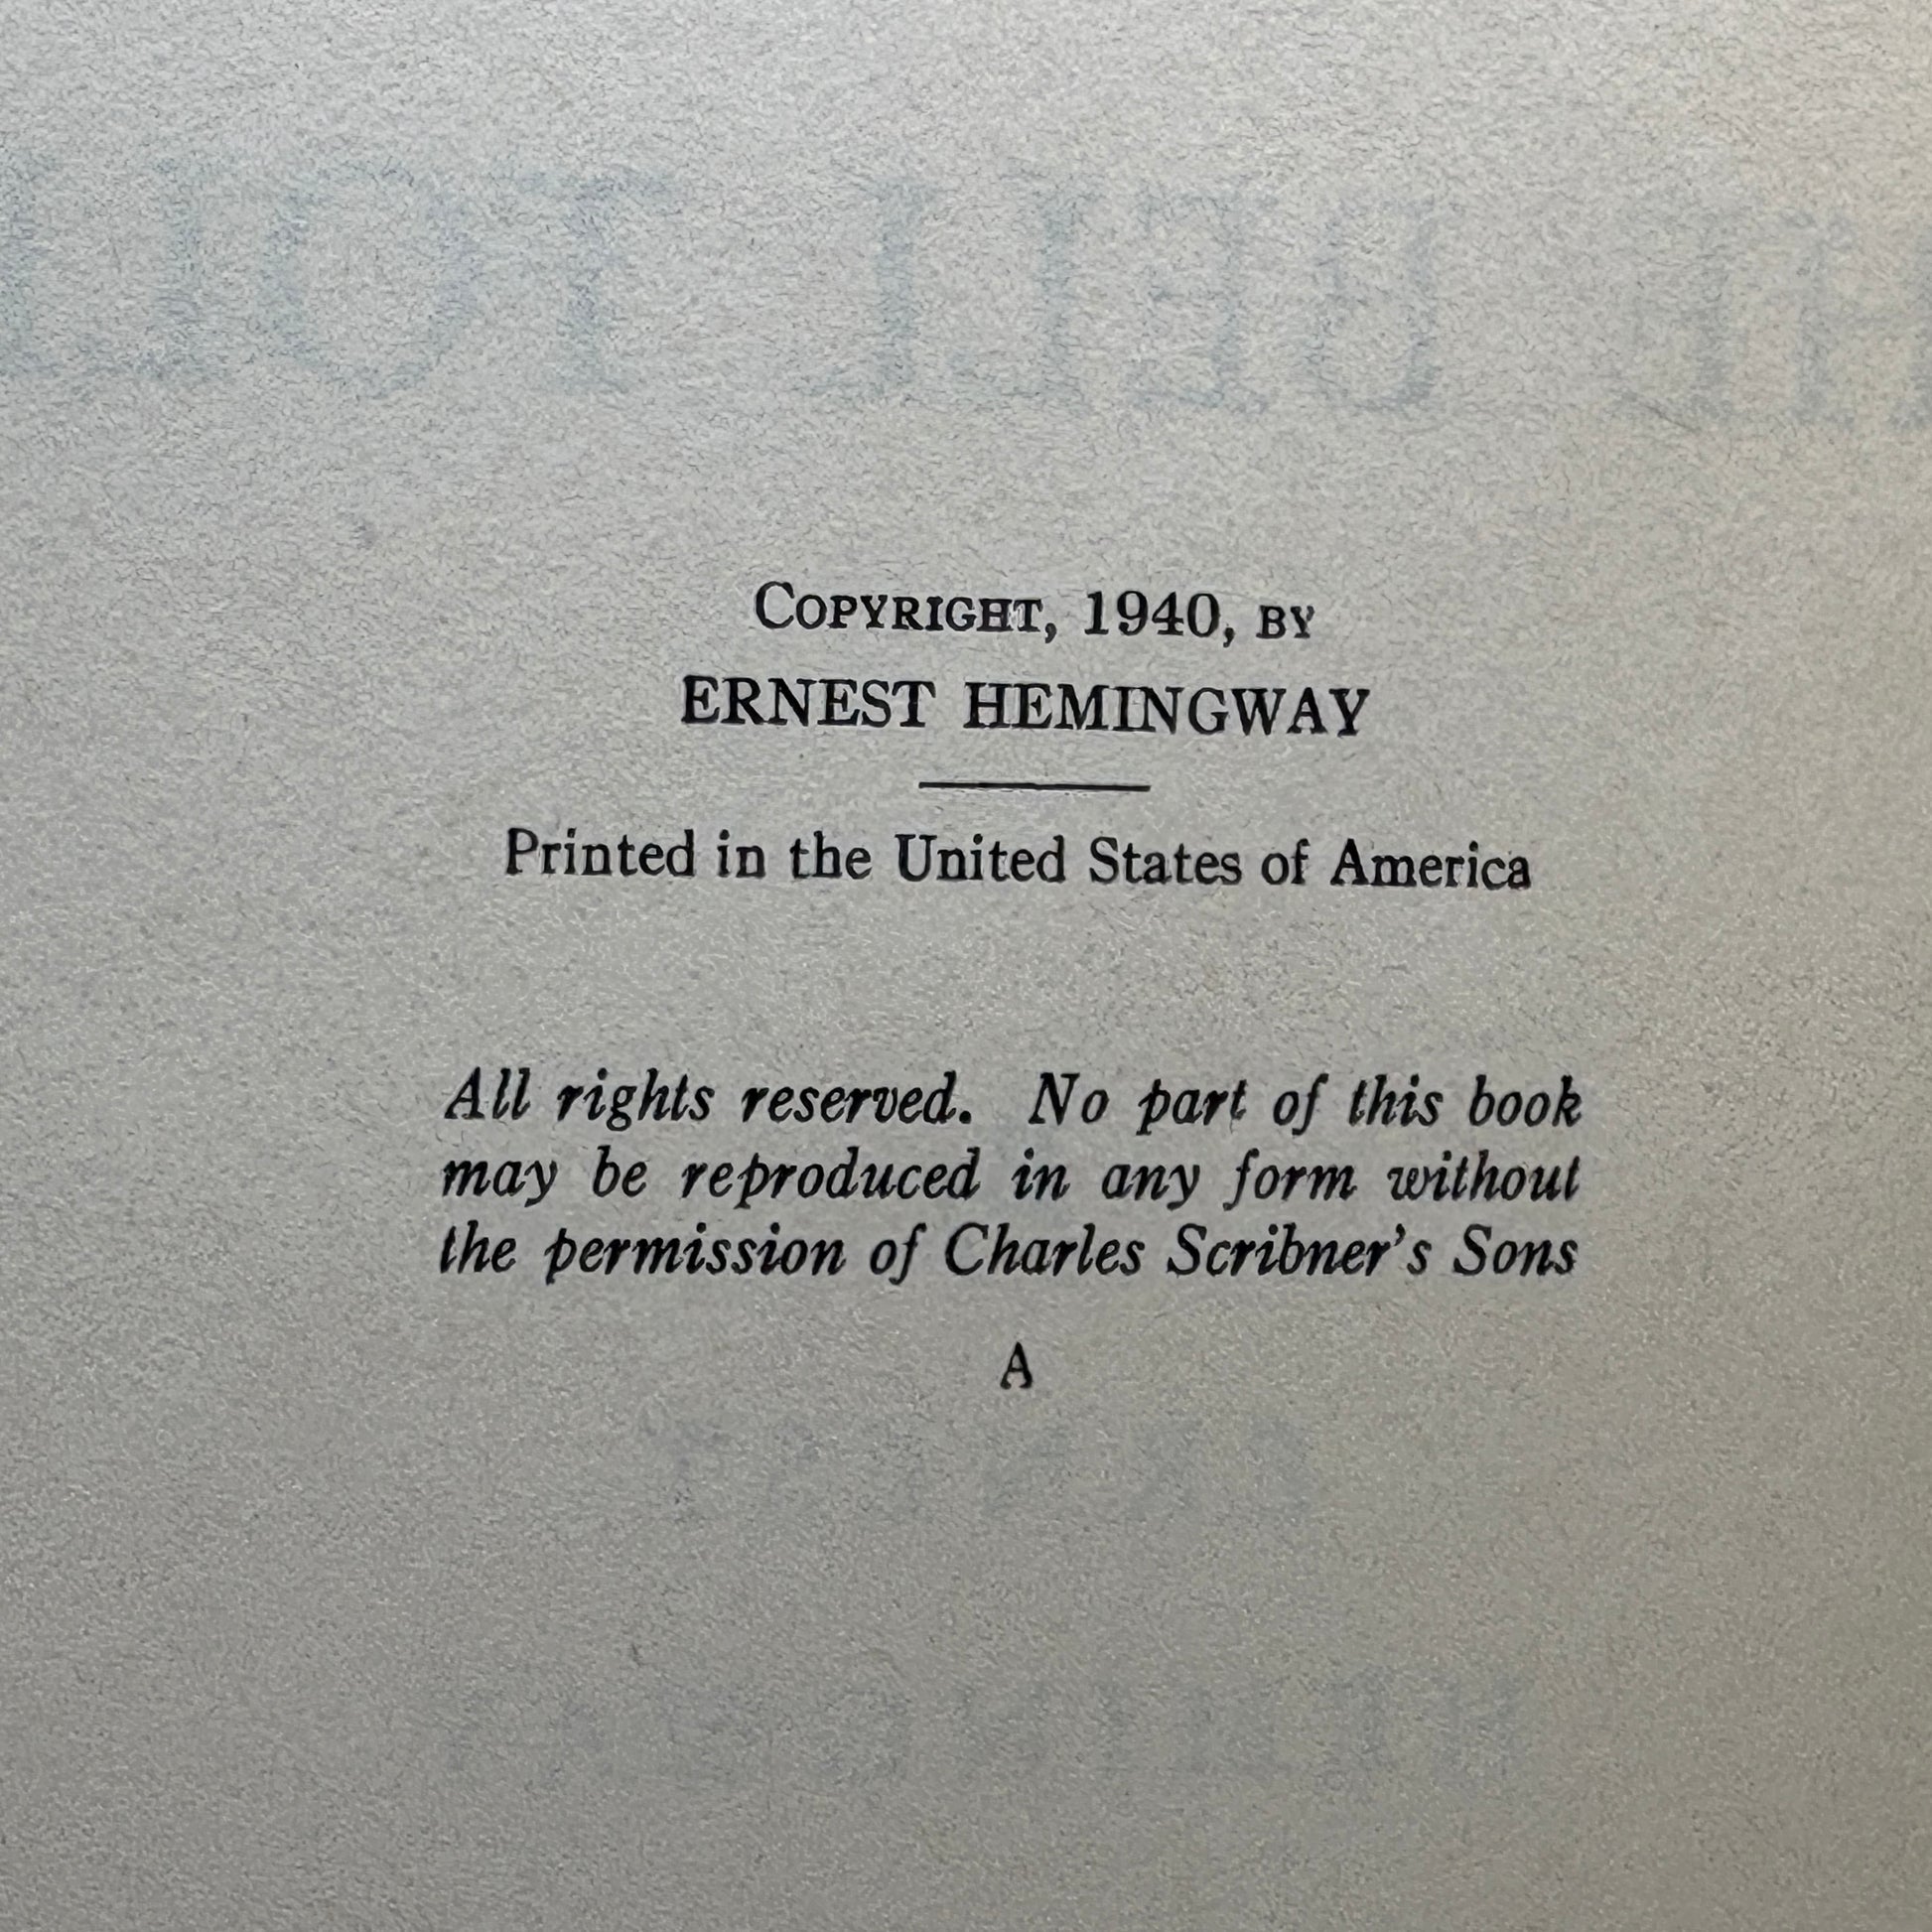 COPYRIGHT, 1940, BY
ERNEST HEMINGWAY
Printed in the United States of America
All rights reserved. No part of this book
may be reproduced in any form without
the permission of Charles Scribner's Sons
A